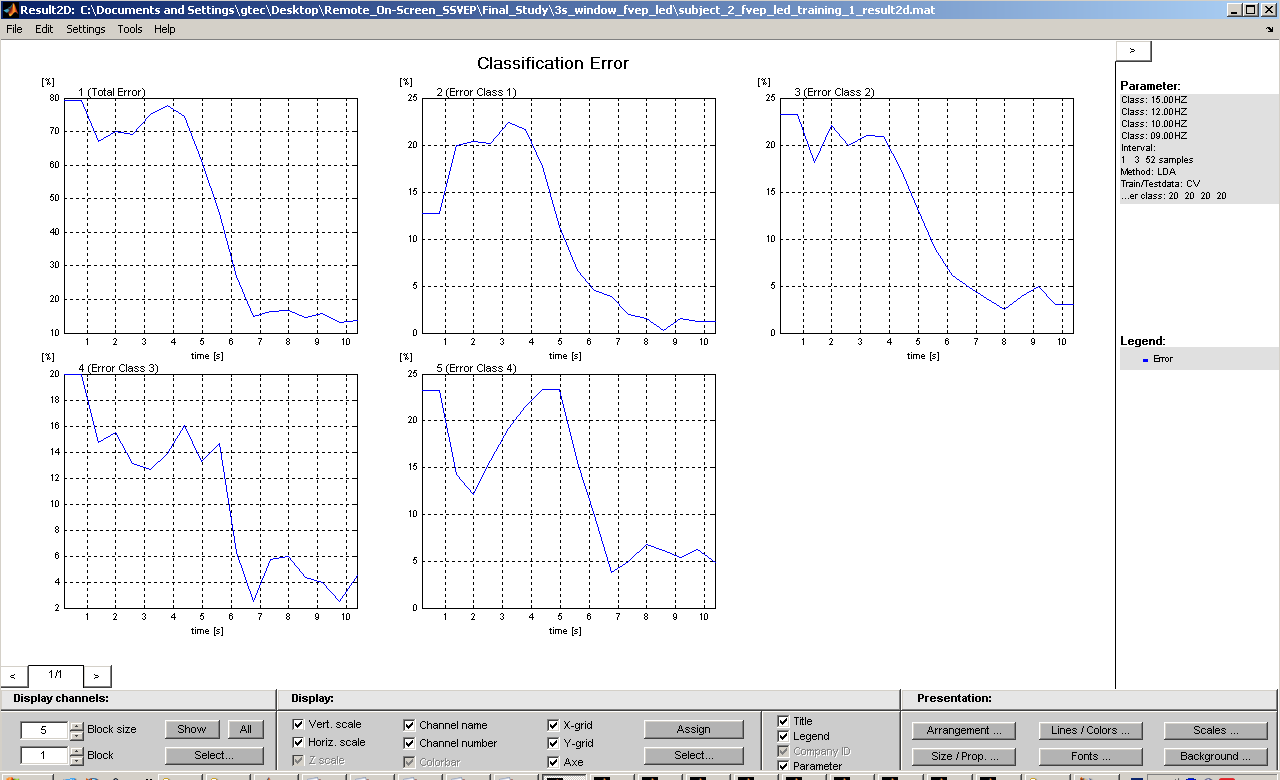 Result2D: C:\Documents and Settings\gtec\Desktop\Remote_On-Screen_SSVEP\Final_Study\3s_window_fvep_led\subject_2_fvep_led_training_1_result2d.mat
File Edit Settings Tools Help
>
Classification Error
[%]
1 (Total Error)
80
70
60
50
40
30
20
10
1 2 3 4 5 6 7 8 9 10
time [s]
[%]
2 (Error Class 1)
25
20
15
10
5
0
1 2 3 4 5 6 7 8 9 10
time [s]
[%]
3 (Error Class 2)
25
20
15
10
5
0
1 2 3 4 5 6 7 8 9 10
time [s]
[%]
4 (Error Class 3)
20
18
16
14
12
10
8
6
4
2
1 2 3 4 5 6 7 8 9 10
time [s]
[%]
5 (Error Class 4)
25
20
15
10
5
0
1 2 3 4 5 6 7 8 9 10
time [s]
Parameter:
Class: 15.00HZ
Class: 12.00HZ
Class: 10.00HZ
Class: 09.00HZ
Interval:
1 3 52 samples
Method: LDA
Train/Testdata: CV
...er class: 20 20 20 20
Legend:
Error
< 1/1 >
Display channels:
5 Block size Show All
1 Block Select...
Display:
Vert. scale Channel name X-grid Assign
Horiz. scale Channel number Y-grid
Z scale Colorbar Axe Select...
Title
Legend
Company ID
Parameter
Presentation:
Arrangement ... Lines / Colors ... Scales ...
Size / Prop. ... Fonts ... Background ...